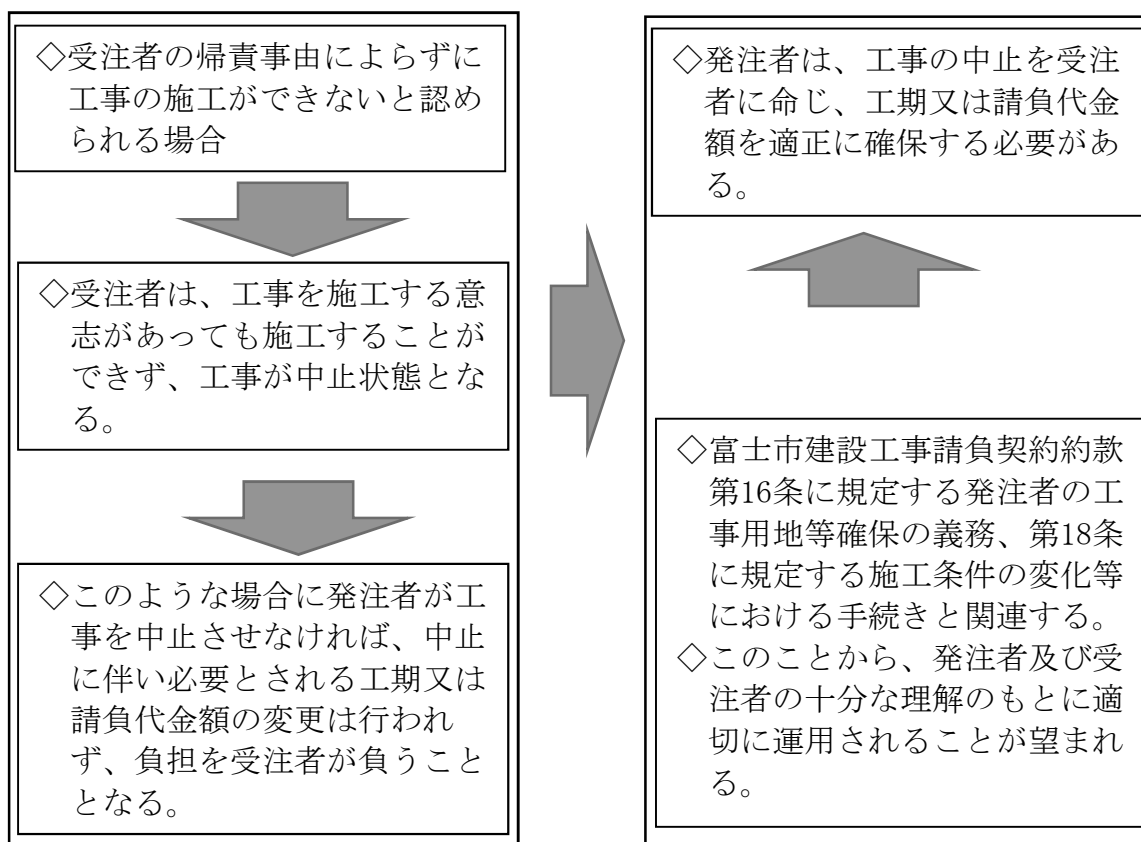 ◇受注者の帰責事由によらずに
工事の施工ができないと認め
られる場合
◇受注者は、工事を施工する意
志があっても施工することが
できず、工事が中止状態とな
る。
◇このような場合に発注者が工
事を中止させなければ、中止
に伴い必要とされる工期又は
請負代金額の変更は行われ
ず、負担を受注者が負うこと
となる。
◇発注者は、工事の中止を受注
者に命じ、工期又は請負代金
額を適正に確保する必要があ
る。
◇富士市建設工事請負契約約款
第16条に規定する発注者の工
事用地等確保の義務、第18条
に規定する施工条件の変化等
における手続きと関連する。
◇このことから、発注者及び受
注者の十分な理解のもとに適
切に運用されることが望まれ
る。